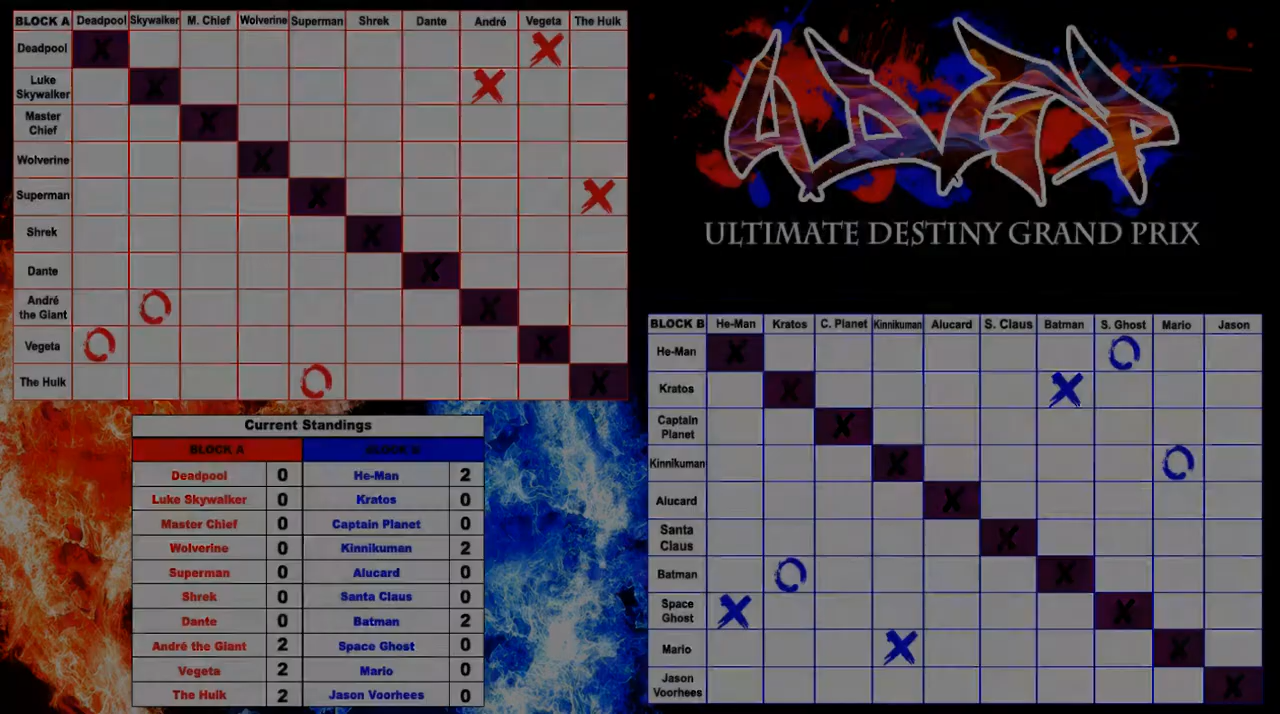 BLOCK A Deadpool Skywalker M. Chief Wolverine Superman Shrek Dante André Vegeta The Hulk
Deadpool
Luke
Skywalker
Master
Chief
Wolverine
Superman
Shrek
Dante
André
the Giant
Vegeta
The Hulk
UDGP
ULTIMATE DESTINY GRAND PRIX
BLOCK B He-Man Kratos C. Planet Kinnikuman Alucard S. Claus Batman S. Ghost Mario Jason
He-Man
Kratos
Captain
Planet
Kinnikuman
Alucard
Santa
Claus
Batman
Space
Ghost
Mario
Jason
Voorhees
Current Standings
BLOCK A BLOCK B
Deadpool 0 He-Man 2
Luke Skywalker 0 Kratos 0
Master Chief 0 Captain Planet 0
Wolverine 0 Kinnikuman 2
Superman 0 Alucard 0
Shrek 0 Santa Claus 0
Dante 0 Batman 2
André the Giant 2 Space Ghost 0
Vegeta 2 Mario 0
The Hulk 2 Jason Voorhees 0